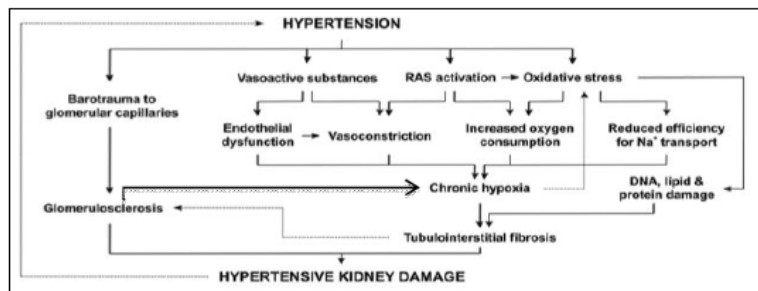 HYPERTENSION
Vasoactive substances
RAS activation
Oxidative stress
Barotrauma to
glomerular capillaries
Endothelial
dysfunction
Vasoconstriction
Increased oxygen
consumption
Reduced efficiency
for Na⁺ transport
Chronic hypoxia
DNA, lipid &
protein damage
Glomerulosclerosis
Tubulointerstitial fibrosis
HYPERTENSIVE KIDNEY DAMAGE